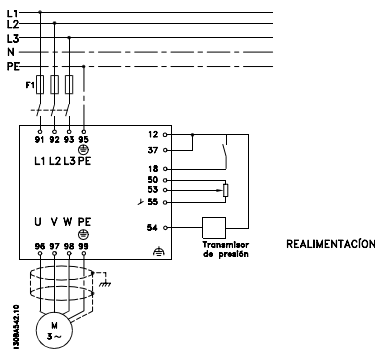 L1
L2
L3
N
PE
F1
91 92 93 95
L1 L2 L3 PE
U V W PE
96 97 98 99
12
37
18
50
53
55
54
Transmisor
de presión
REALIMENTACÍON
M
3 ~
130BA542.10